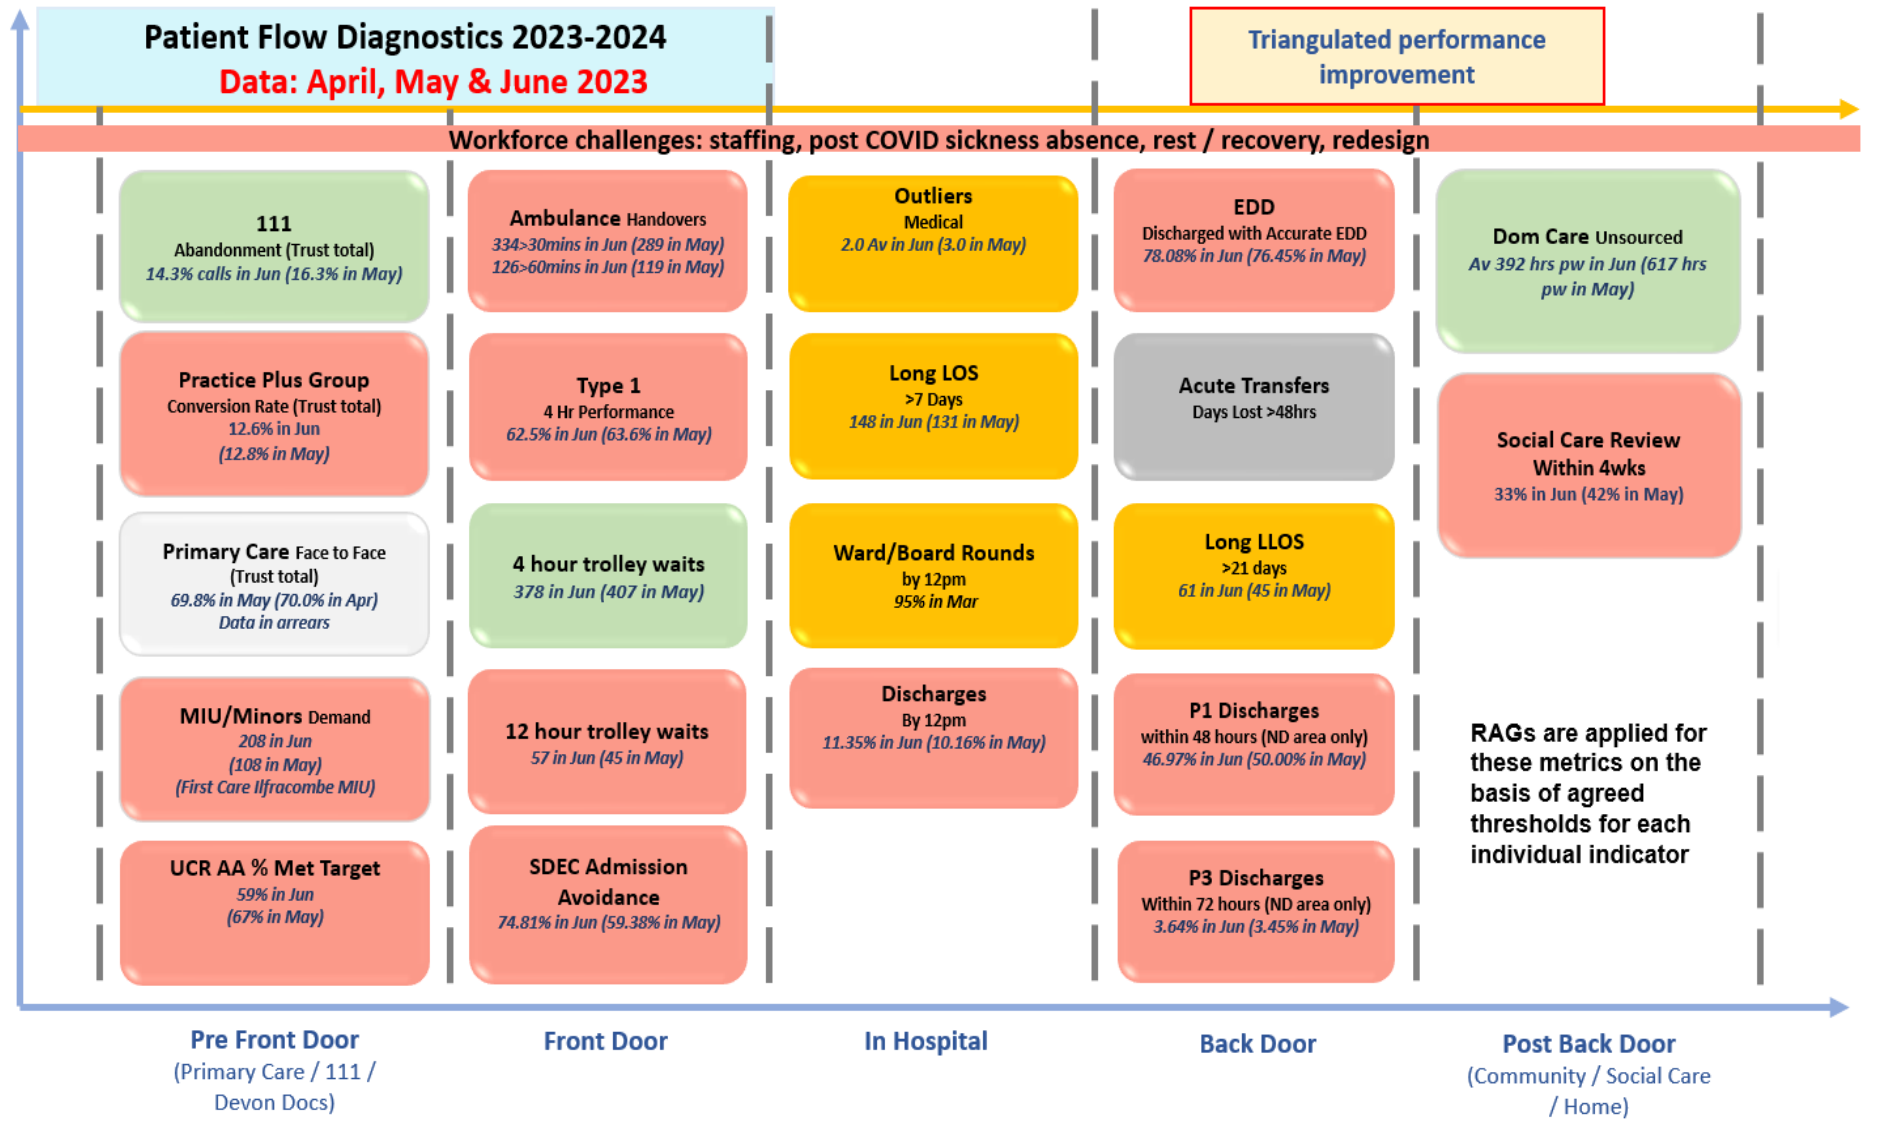 Patient Flow Diagnostics 2023-2024
Data: April, May & June 2023
Triangulated performance
improvement
Workforce challenges: staffing, post COVID sickness absence, rest / recovery, redesign
111
Abandonment (Trust total)
14.3% calls in Jun (16.3% in May)
Practice Plus Group
Conversion Rate (Trust total)
12.6% in Jun
(12.8% in May)
Primary Care Face to Face
(Trust total)
69.8% in May (70.0% in Apr)
Data in arrears
MIU/Minors Demand
208 in Jun
(108 in May)
(First Care Ilfracombe MIU)
UCR AA % Met Target
59% in Jun
(67% in May)
Ambulance Handovers
334>30mins in Jun (289 in May)
126>60mins in Jun (119 in May)
Type 1
4 Hr Performance
62.5% in Jun (63.6% in May)
4 hour trolley waits
378 in Jun (407 in May)
12 hour trolley waits
57 in Jun (45 in May)
SDEC Admission
Avoidance
74.81% in Jun (59.38% in May)
Outliers
Medical
2.0 Av in Jun (3.0 in May)
Long LOS
>7 Days
148 in Jun (131 in May)
Ward/Board Rounds
by 12pm
95% in Mar
Discharges
By 12pm
11.35% in Jun (10.16% in May)
EDD
Discharged with Accurate EDD
78.08% in Jun (76.45% in May)
Acute Transfers
Days Lost >48hrs
Long LLOS
>21 days
61 in Jun (45 in May)
P1 Discharges
within 48 hours (ND area only)
46.97% in Jun (50.00% in May)
P3 Discharges
Within 72 hours (ND area only)
3.64% in Jun (3.45% in May)
Dom Care Unsourced
Av 392 hrs pw in Jun (617 hrs
pw in May)
Social Care Review
Within 4wks
33% in Jun (42% in May)
RAGs are applied for
these metrics on the
basis of agreed
thresholds for each
individual indicator
Pre Front Door
(Primary Care / 111 /
Devon Docs)
Front Door
In Hospital
Back Door
Post Back Door
(Community / Social Care
/ Home)